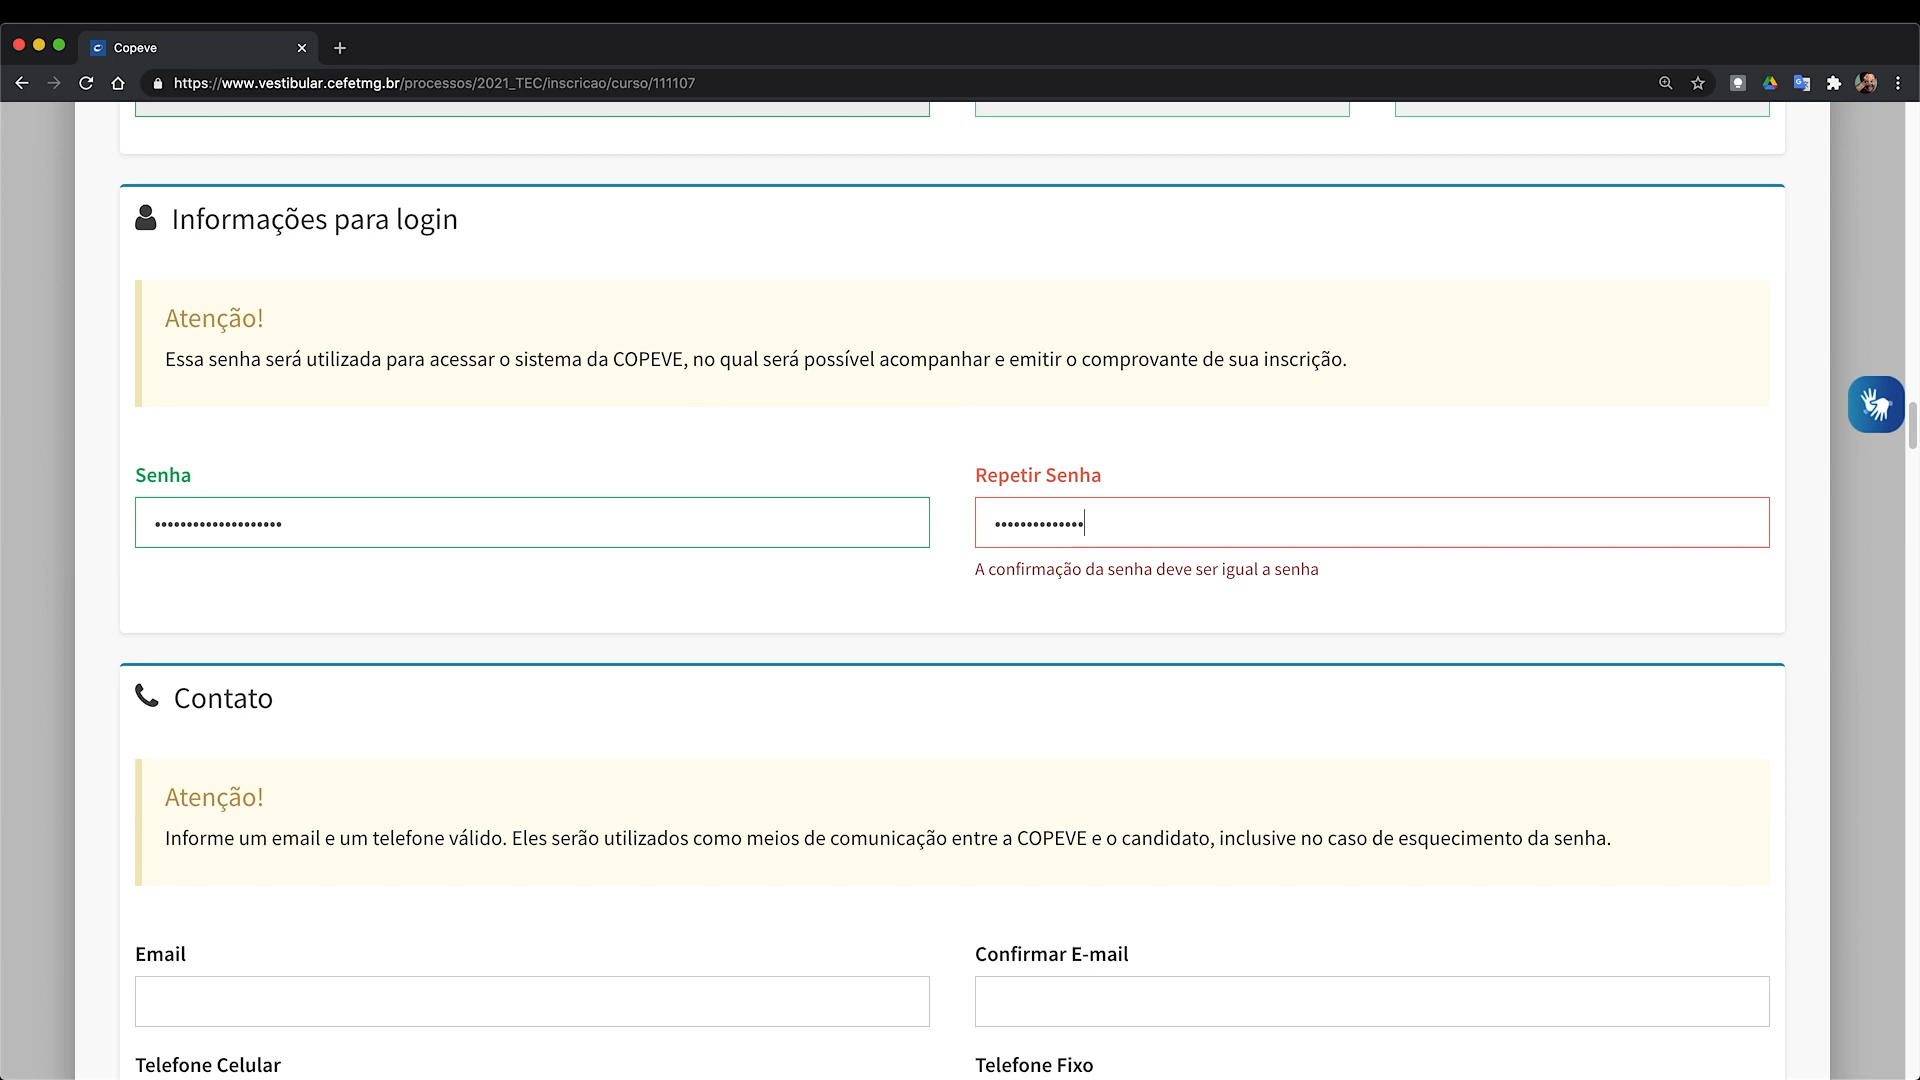 Copeve
https://www.vestibular.cefetmg.br/processos/2021_TEC/inscricao/curso/111107
Informações para login
Atenção!
Essa senha será utilizada para acessar o sistema da COPEVE, no qual será possível acompanhar e emitir o comprovante de sua inscrição.
Senha
Repetir Senha
••••••••••••••••••••
••••••••••••••
A confirmação da senha deve ser igual a senha
Contato
Atenção!
Informe um email e um telefone válido. Eles serão utilizados como meios de comunicação entre a COPEVE e o candidato, inclusive no caso de esquecimento da senha.
Email
Confirmar E-mail
Telefone Celular
Telefone Fixo